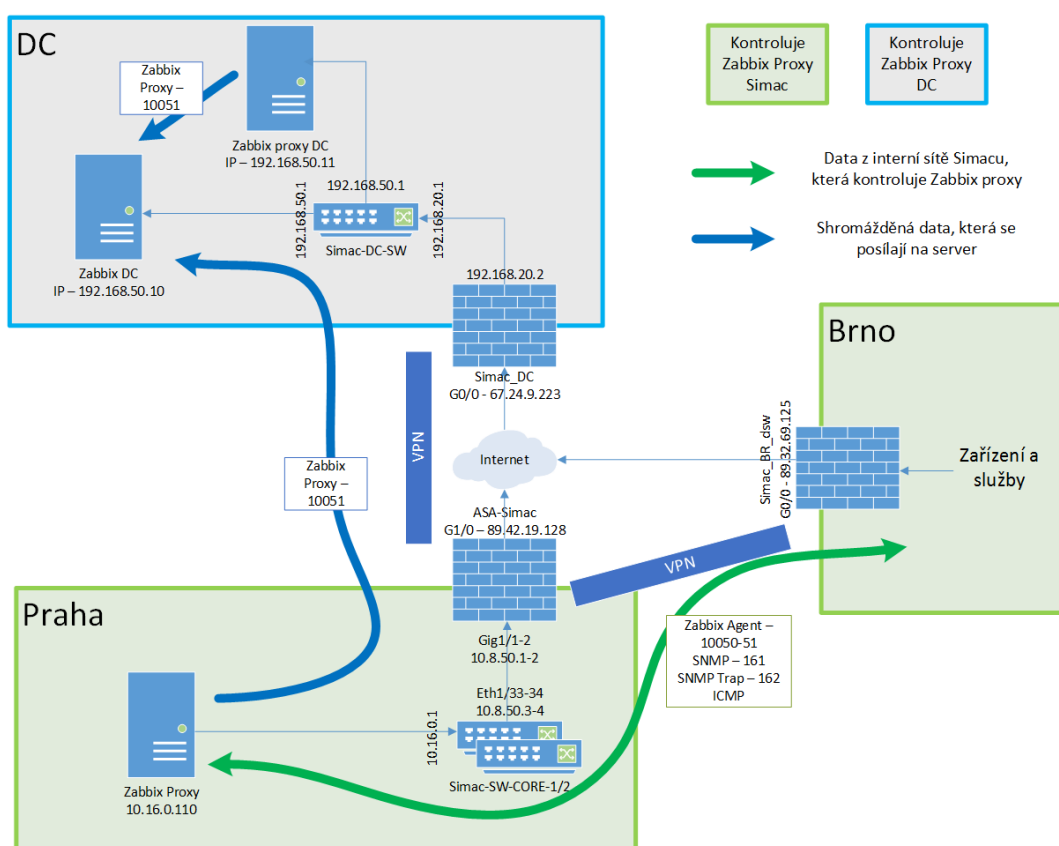 DC
Zabbix
Proxy –
10051
Zabbix proxy DC
IP – 192.168.50.11
192.168.50.1
192.168.50.1
192.168.20.1
Simac-DC-SW
Zabbix DC
IP – 192.168.50.10
192.168.20.2
Simac_DC
G0/0 - 67.24.9.223
VPN
Internet
Zabbix
Proxy –
10051
ASA-Simac
G1/0 – 89.42.19.128
VPN
Kontroluje
Zabbix Proxy
Simac
Kontroluje
Zabbix Proxy
DC
Data z interní sítě Simacu,
která kontroluje Zabbix proxy
Shromážděná data, která se
posílají na server
Brno
Simac_BR_dsw
G0/0 - 89.32.69.125
Zařízení a
služby
Zabbix Agent –
10050-51
SNMP – 161
SNMP Trap – 162
ICMP
Praha
Gig1/1-2
10.8.50.1-2
Eth1/33-34
10.8.50.3-4
10.16.0.1
Simac-SW-CORE-1/2
Zabbix Proxy
10.16.0.110